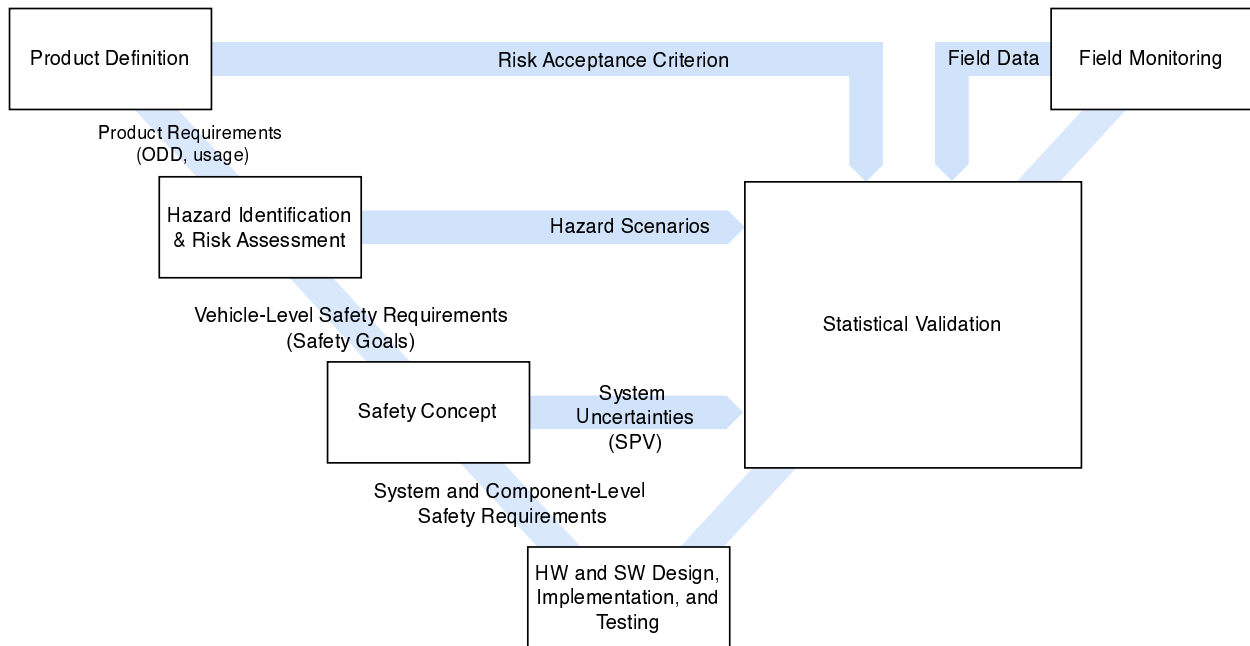 Product Definition
Risk Acceptance Criterion
Field Data
Field Monitoring
Product Requirements
(ODD, usage)
Hazard Identification
& Risk Assessment
Hazard Scenarios
Vehicle-Level Safety Requirements
(Safety Goals)
Statistical Validation
Safety Concept
System
Uncertainties
(SPV)
System and Component-Level
Safety Requirements
HW and SW Design,
Implementation, and
Testing